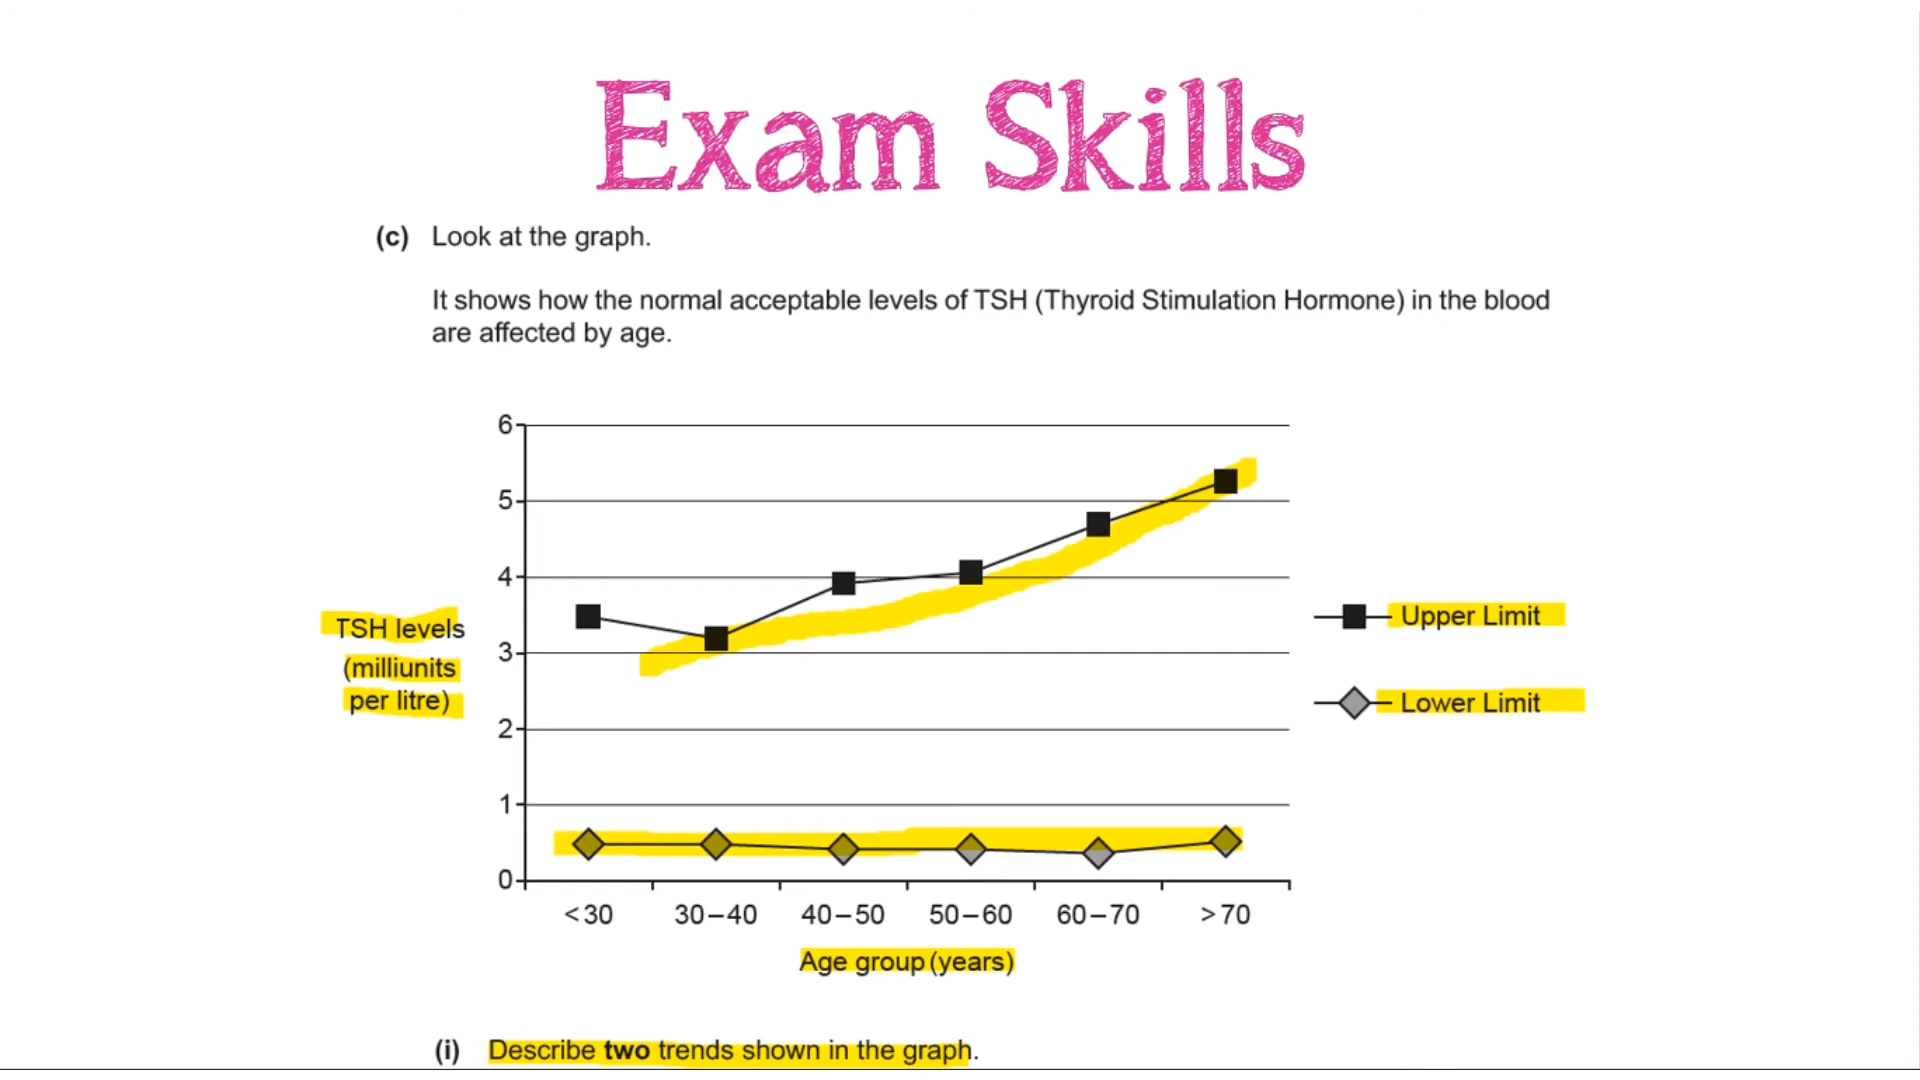 Exam Skills
(c) Look at the graph.
It shows how the normal acceptable levels of TSH (Thyroid Stimulation Hormone) in the blood
are affected by age.
6
5
4
3
2
1
0
TSH levels
(milliunits
per litre)
Upper Limit
Lower Limit
<30 30–40 40–50 50–60 60–70 >70
Age group (years)
(i) Describe two trends shown in the graph.